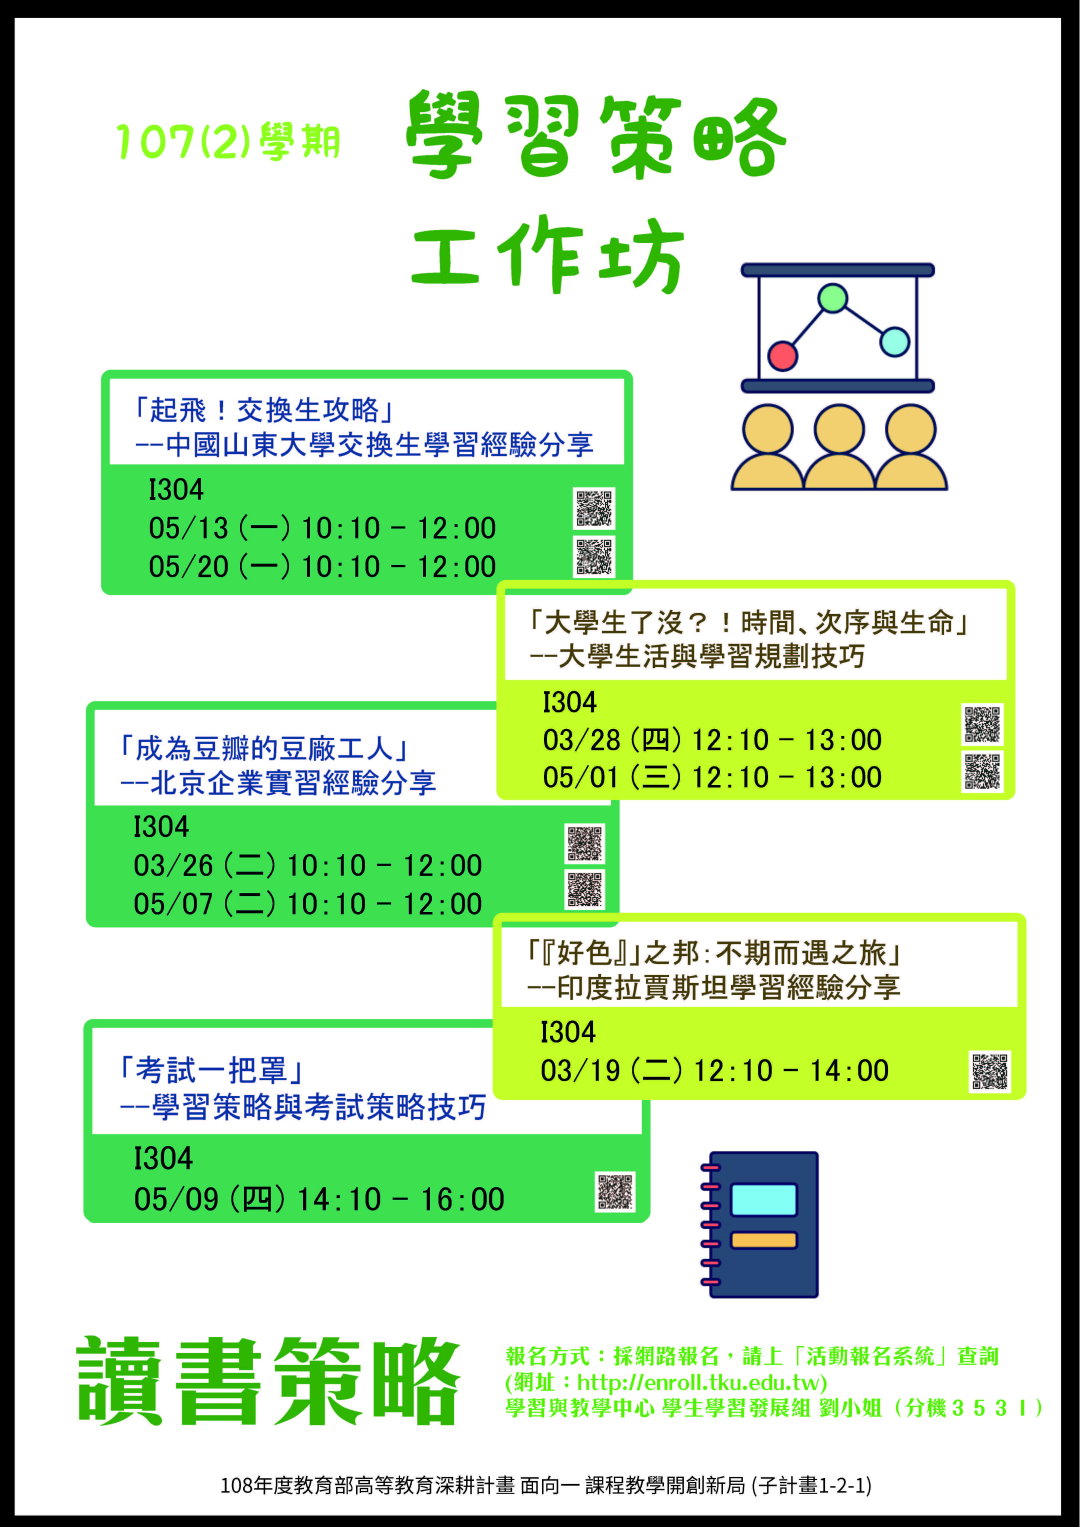 107(2)學期
學習策略
工作坊
「起飛！交換生攻略」
--中國山東大學交換生學習經驗分享
I304
05/13 (一) 10:10 - 12:00
05/20 (一) 10:10 - 12:00
「大學生了沒？！時間、次序與生命」
--大學生活與學習規劃技巧
I304
03/28 (四) 12:10 - 13:00
05/01 (三) 12:10 - 13:00
「成為豆瓣的豆廠工人」
--北京企業實習經驗分享
I304
03/26 (二) 10:10 - 12:00
05/07 (二) 10:10 - 12:00
「『好色』」之邦:不期而遇之旅」
--印度拉賈斯坦學習經驗分享
I304
03/19 (二) 12:10 - 14:00
「考試一把罩」
--學習策略與考試策略技巧
I304
05/09 (四) 14:10 - 16:00
讀書策略
報名方式：採網路報名，請上「活動報名系統」查詢
(網址：http://enroll.tku.edu.tw)
學習與教學中心 學生學習發展組 劉小姐（分機３５３１）
108年度教育部高等教育深耕計畫 面向一 課程教學開創新局 (子計畫1-2-1)